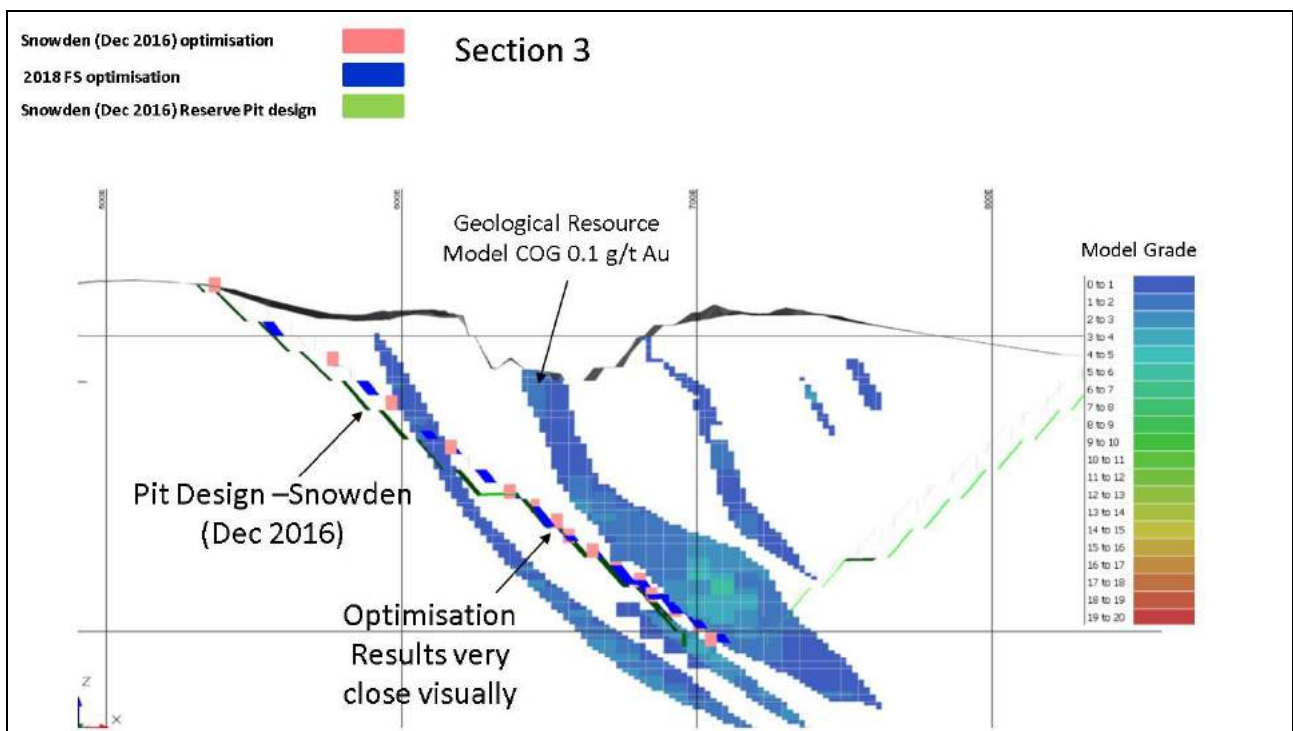 Snowden (Dec 2016) optimisation
2018 FS optimisation
Snowden (Dec 2016) Reserve Pit design
Section 3
600E
700E
Geological Resource
Model COG 0.1 g/t Au
Model Grade
0 to 1
1 to 2
2 to 3
3 to 4
4 to 5
5 to 6
6 to 7
7 to 8
8 to 9
9 to 10
10 to 11
11 to 12
12 to 13
13 to 14
14 to 15
15 to 16
16 to 17
17 to 18
18 to 19
19 to 20
Pit Design –Snowden
(Dec 2016)
Optimisation
Results very
close visually
Z
X